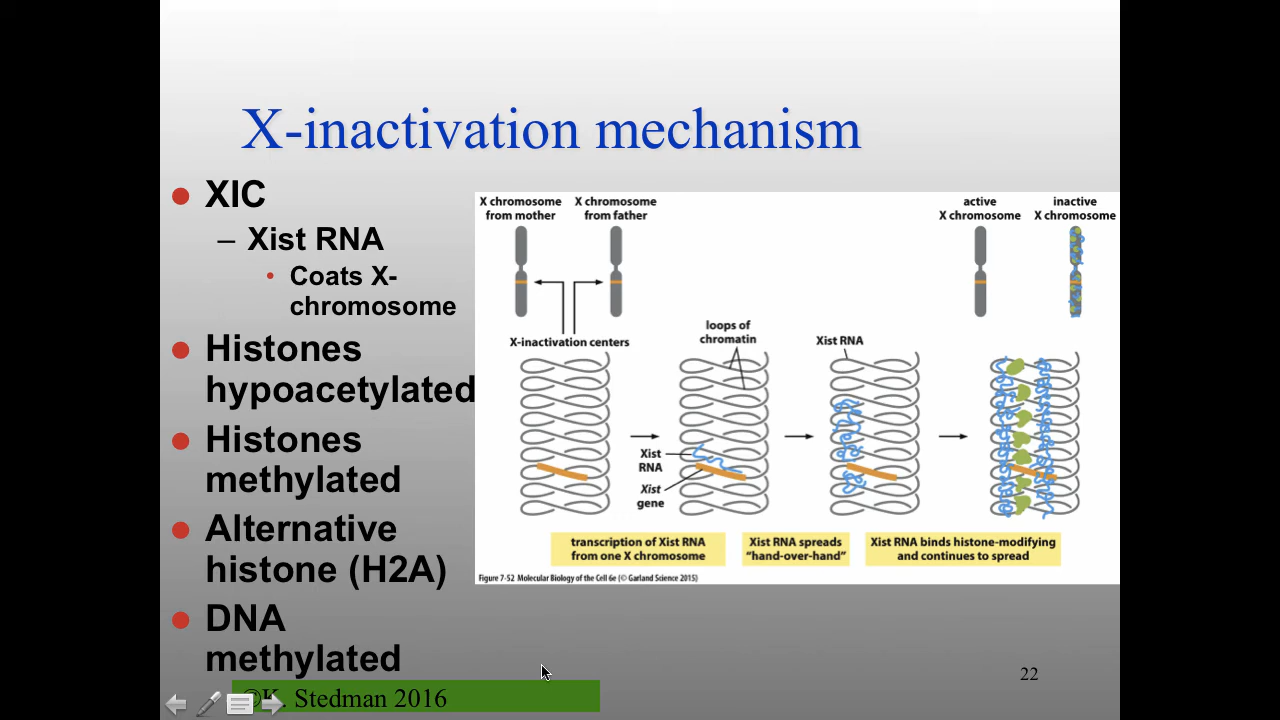 X-inactivation mechanism
XIC
– Xist RNA
Coats X-
chromosome
Histones
hypoacetylated
Histones
methylated
Alternative
histone (H2A)
DNA
methylated
X chromosome
from mother
X chromosome
from father
active
X chromosome
inactive
X chromosome
X-inactivation centers
loops of
chromatin
Xist RNA
Xist
RNA
Xist
gene
transcription of Xist RNA
from one X chromosome
Xist RNA spreads
“hand-over-hand”
Xist RNA binds histone-modifying
and continues to spread
Figure 7-52 Molecular Biology of the Cell 6e (© Garland Science 2015)
22
©K. Stedman 2016